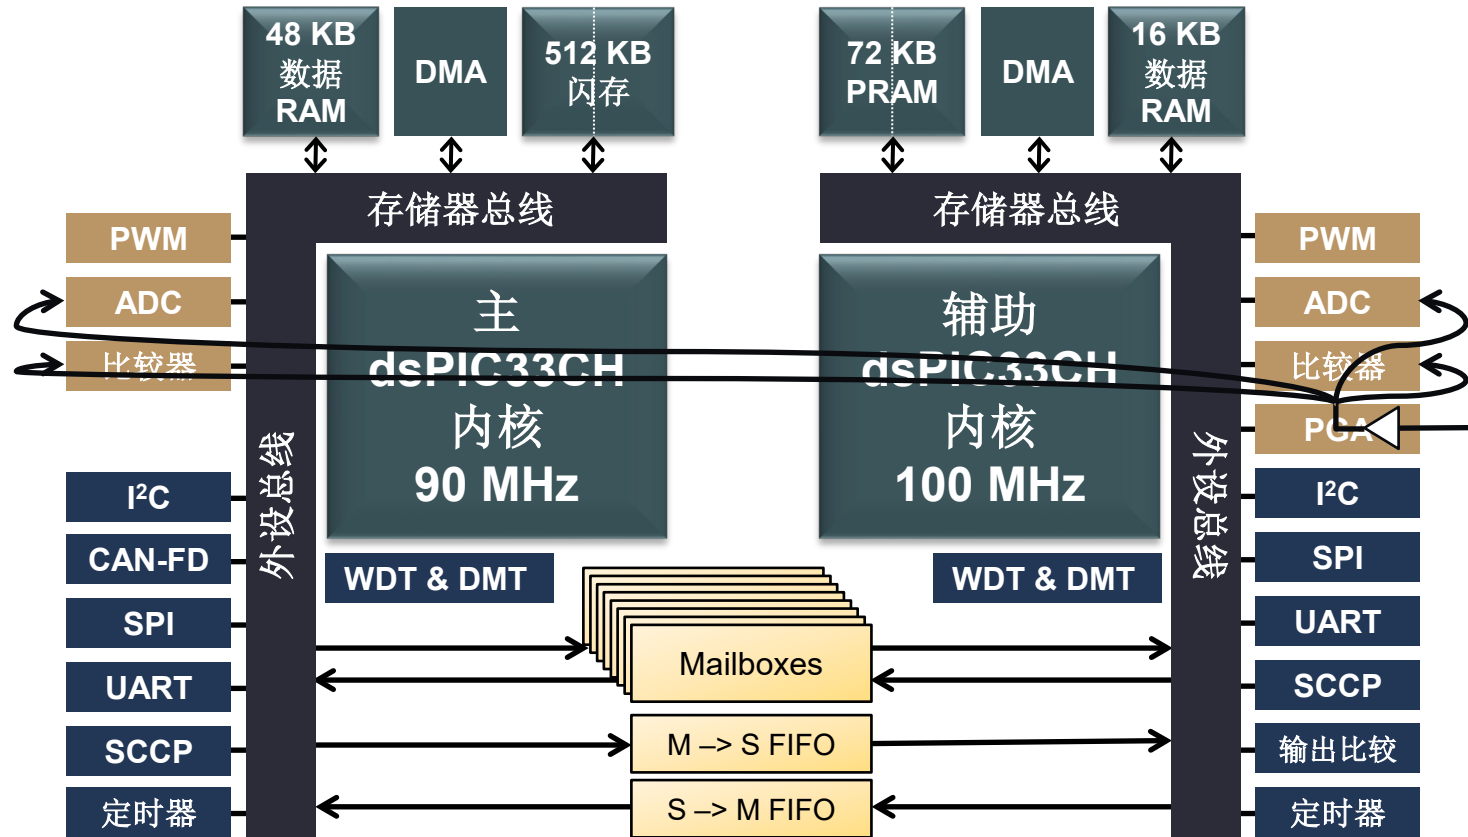 48 KB
数据
RAM
DMA
512 KB
闪存
72 KB
PRAM
DMA
16 KB
数据
RAM
存储器总线
存储器总线
PWM
ADC
比较器
I²C
CAN-FD
SPI
UART
SCCP
定时器
外设总线
主
dsPIC33CH
内核
90 MHz
WDT & DMT
辅助
dsPIC33CH
内核
100 MHz
WDT & DMT
外设总线
PWM
ADC
比较器
PGA
I²C
SPI
UART
SCCP
输出比较
定时器
Mailboxes
M –> S FIFO
S –> M FIFO